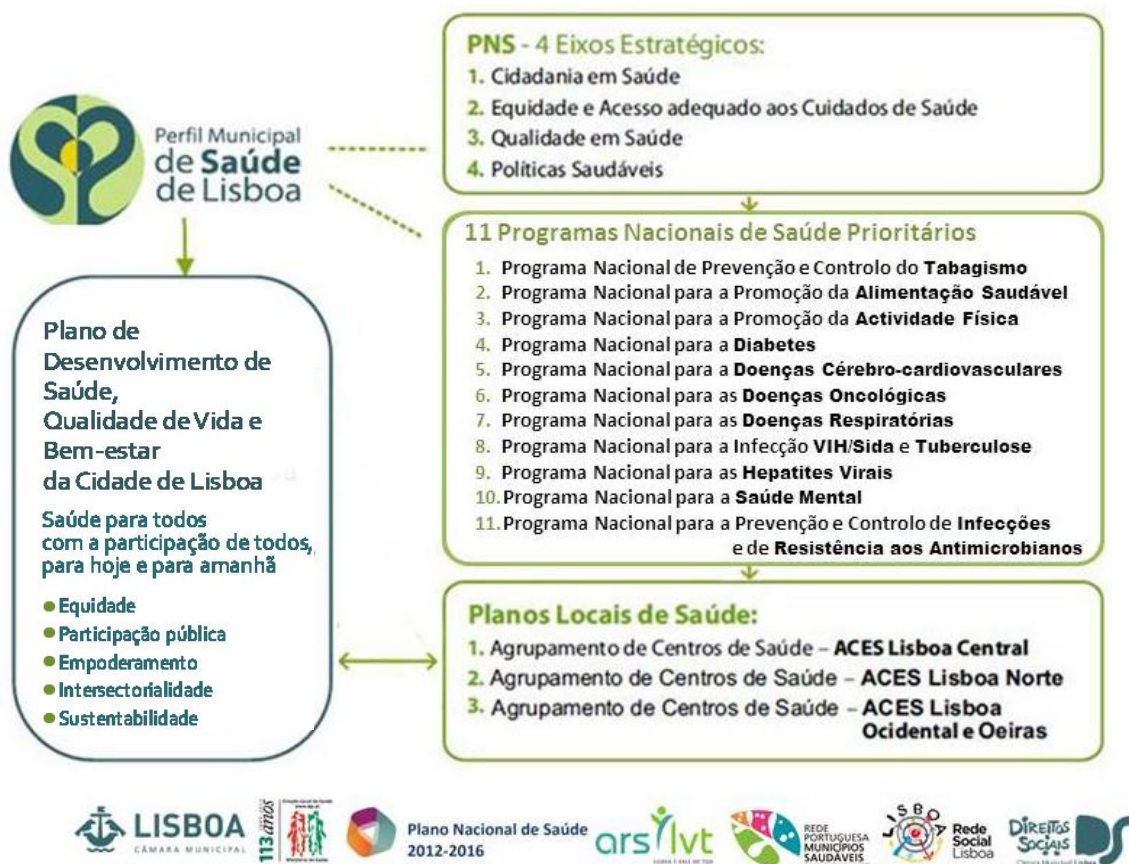 Perfil Municipal
de Saúde
de Lisboa
PNS - 4 Eixos Estratégicos:
1. Cidadania em Saúde
2. Equidade e Acesso adequado aos Cuidados de Saúde
3. Qualidade em Saúde
4. Políticas Saudáveis
11 Programas Nacionais de Saúde Prioritários
1. Programa Nacional de Prevenção e Controlo do Tabagismo
2. Programa Nacional para a Promoção da Alimentação Saudável
3. Programa Nacional para a Promoção da Actividade Física
4. Programa Nacional para a Diabetes
5. Programa Nacional para a Doenças Cérebro-cardiovasculares
6. Programa Nacional para as Doenças Oncológicas
7. Programa Nacional para as Doenças Respiratórias
8. Programa Nacional para a Infecção VIH/Sida e Tuberculose
9. Programa Nacional para as Hepatites Virais
10. Programa Nacional para a Saúde Mental
11. Programa Nacional para a Prevenção e Controlo de Infecções
e de Resistência aos Antimicrobianos
Plano de
Desenvolvimento de
Saúde,
Qualidade de Vida e
Bem-estar
da Cidade de Lisboa
Saúde para todos
com a participação de todos,
para hoje e para amanhã
Equidade
Participação pública
Empoderamento
Intersectorialidade
Sustentabilidade
Planos Locais de Saúde:
1. Agrupamento de Centros de Saúde – ACES Lisboa Central
2. Agrupamento de Centros de Saúde – ACES Lisboa Norte
3. Agrupamento de Centros de Saúde – ACES Lisboa
Ocidental e Oeiras
LISBOA
CÂMARA MUNICIPAL
113 anos
Plano Nacional de Saúde
2012-2016
arslvt
REDE
PORTUGUESA
MUNICÍPIOS
SAUDÁVEIS
LISBOA
Rede
Social
Lisboa
DIREITOS
SOCIAIS